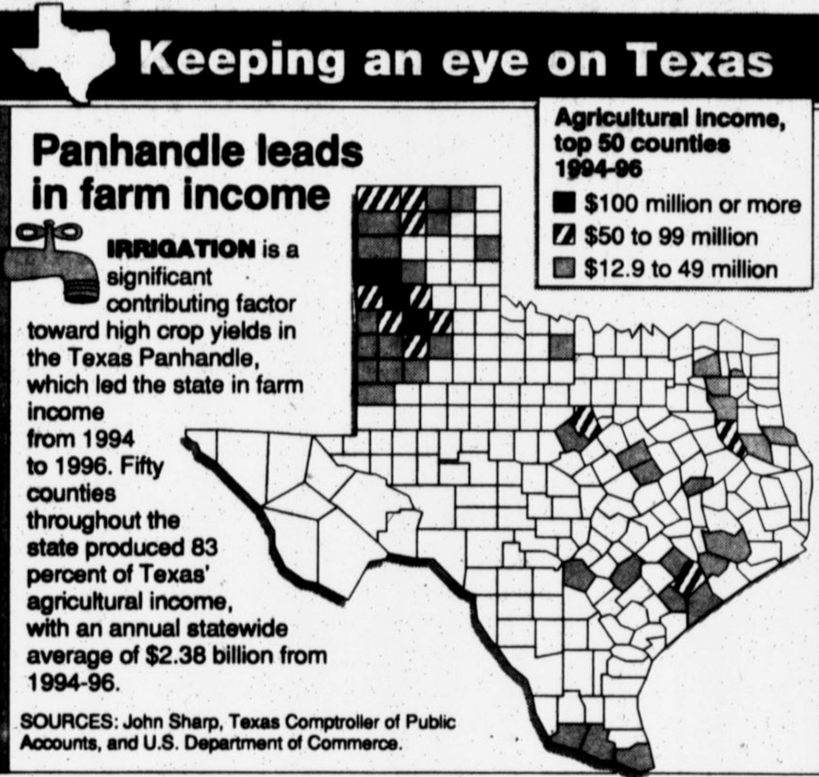 Keeping an eye on Texas
Panhandle leads
in farm income
IRRIGATION is a
significant
contributing factor
toward high crop yields in
the Texas Panhandle,
which led the state in farm
income
from 1994
to 1996. Fifty
counties
throughout the
state produced 83
percent of Texas'
agricultural income,
with an annual statewide
average of $2.38 billion from
1994-96.
SOURCES: John Sharp, Texas Comptroller of Public
Accounts, and U.S. Department of Commerce.
Agricultural income,
top 50 counties
1994-96
$100 million or more
$50 to 99 million
$12.9 to 49 million